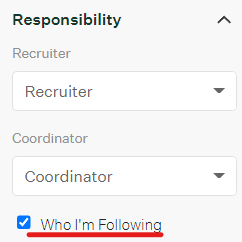 Responsibility
Recruiter
Recruiter
Coordinator
Coordinator
Who I'm Following